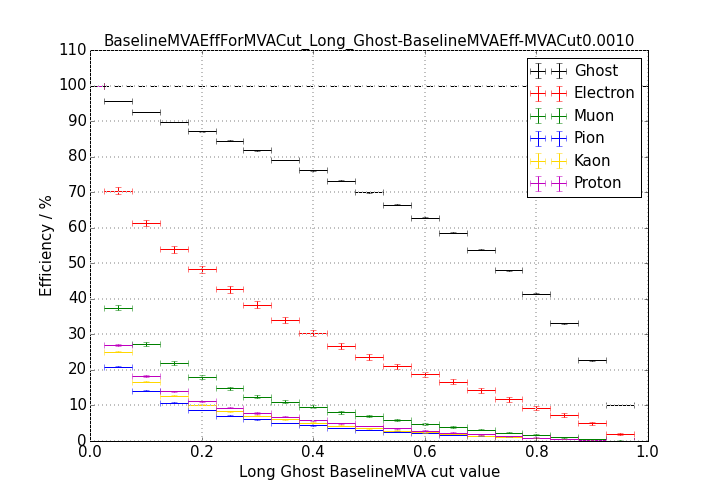 BaselineMVAEffForMVACut_Long_Ghost-BaselineMVAEff-MVACut0.0010
110
100
90
80
70
60
50
40
30
20
10
0
Efficiency / %
Ghost
Electron
Muon
Pion
Kaon
Proton
0.0 0.2 0.4 0.6 0.8 1.0
Long Ghost BaselineMVA cut value